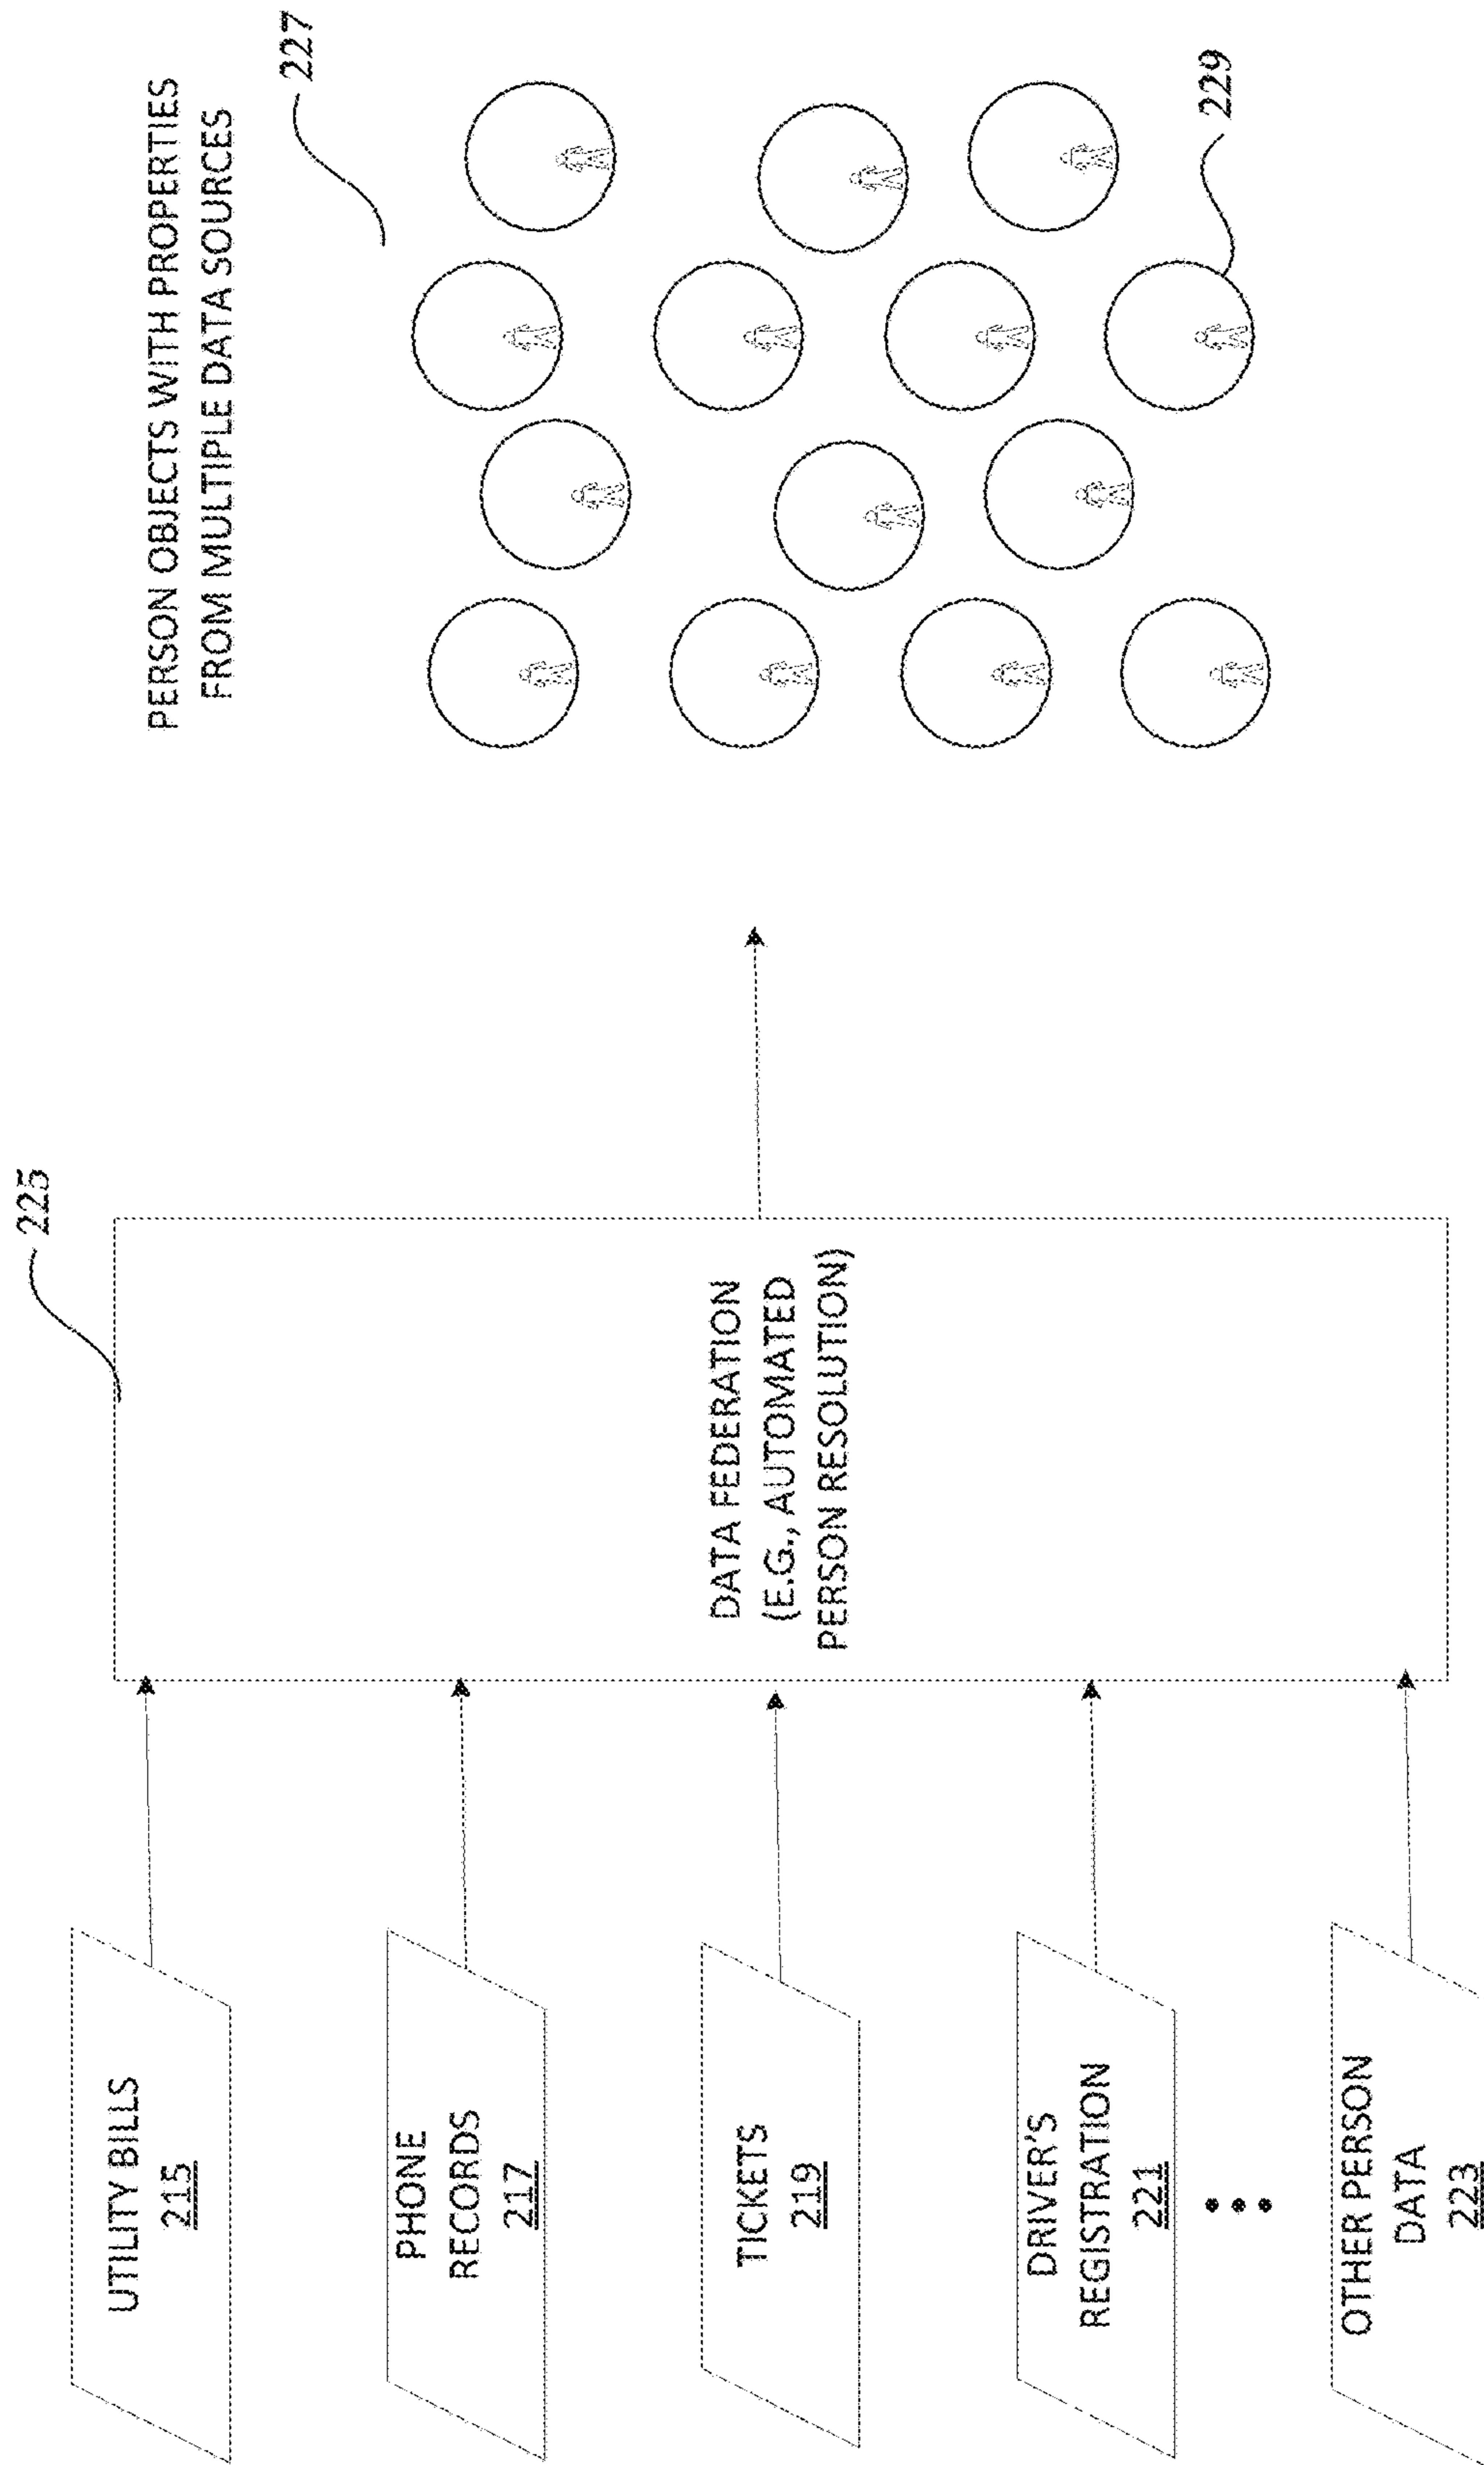 UTILITY BILLS
215
PHONE
RECORDS
217
TICKETS
219
DRIVER'S
REGISTRATION
221
OTHER PERSON
DATA
223
225
DATA FEDERATION
(E.G., AUTOMATED
PERSON RESOLUTION)
PERSON OBJECTS WITH PROPERTIES
FROM MULTIPLE DATA SOURCES
227
229